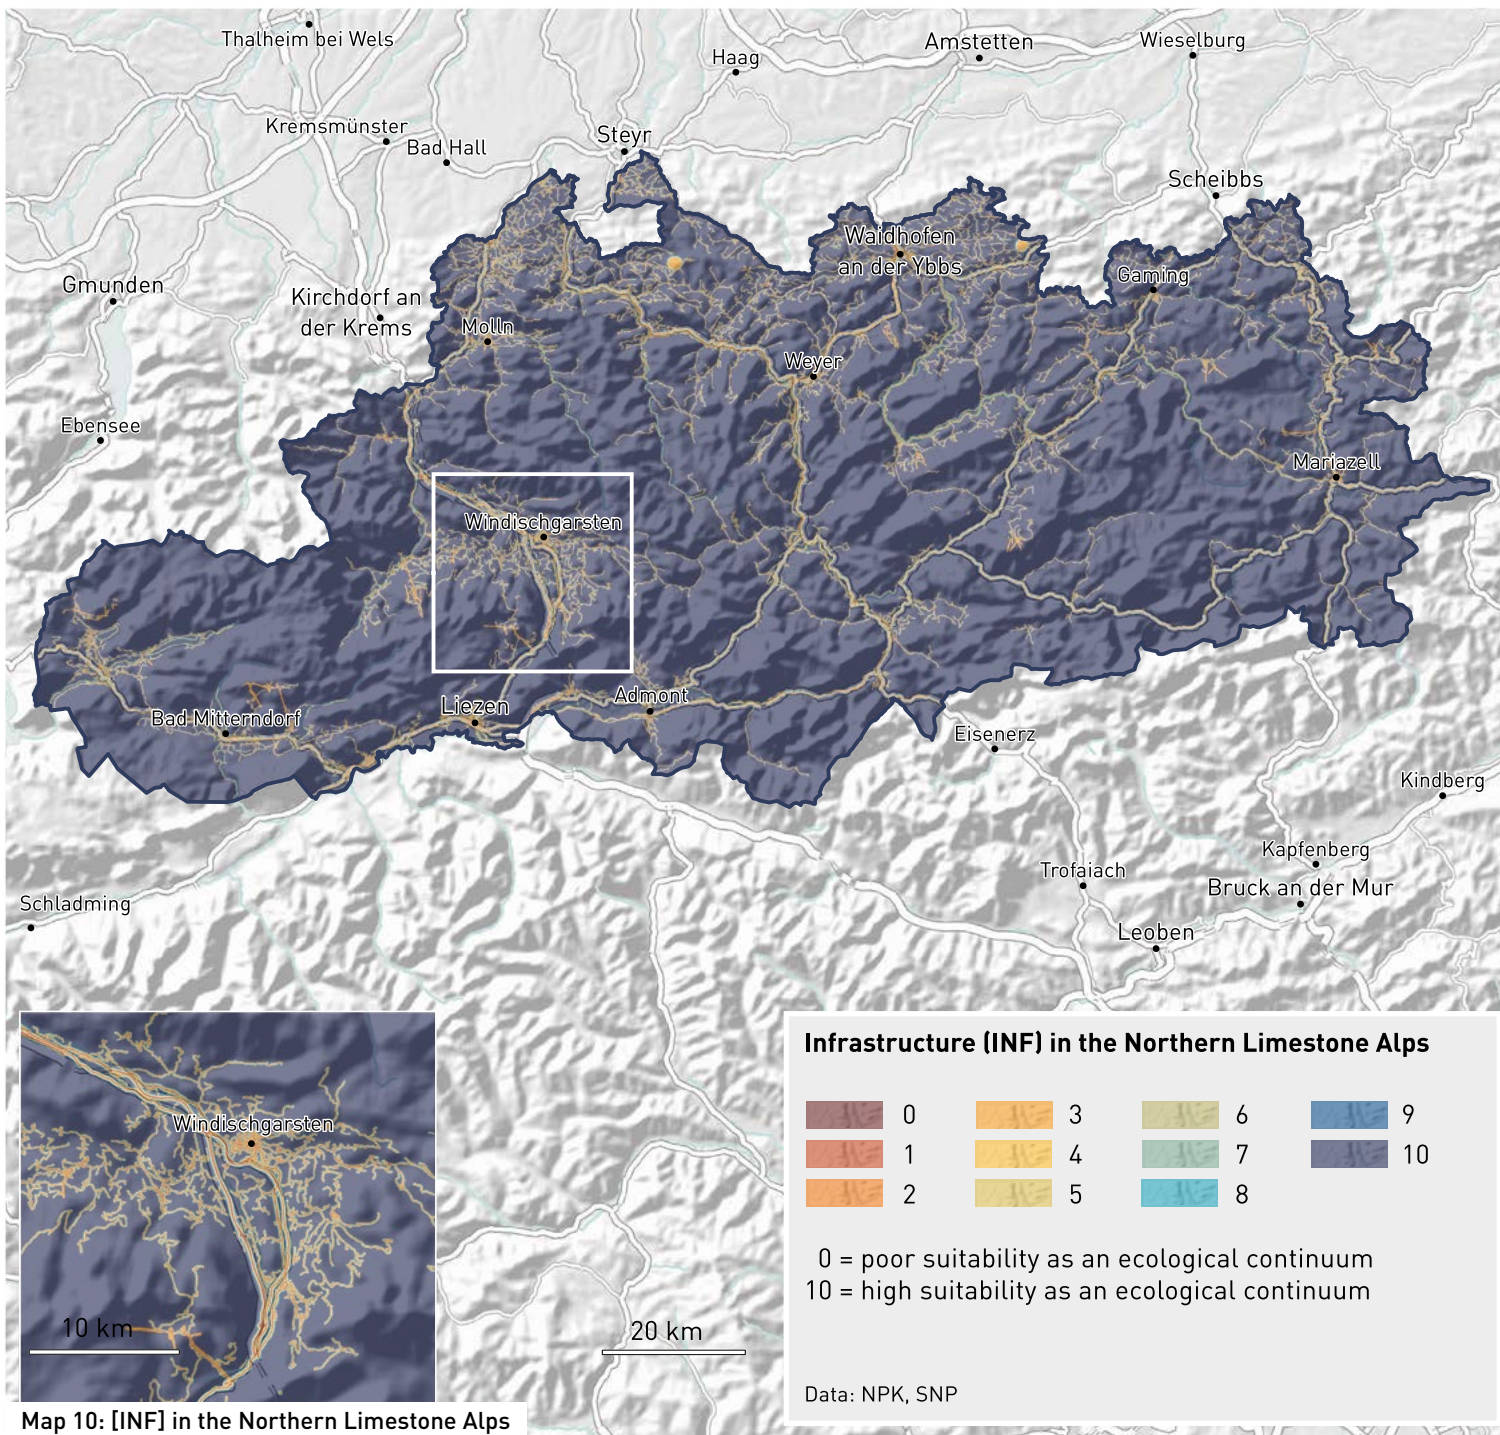 Thalheim bei Wels
Haag
Amstetten
Wieselburg
Kremsmünster
Bad Hall
Steyr
Scheibbs
Waidhofen
an der Ybbs
Gaming
Gmunden
Kirchdorf an
der Krems
Molln
Weyer
Ebensee
Mariazell
Windischgarsten
Bad Mitterndorf
Liezen
Admont
Eisenerz
Kindberg
Kapfenberg
Trofaiach
Bruck an der Mur
Schladming
Leoben
Windischgarsten
10 km
20 km
Infrastructure (INF) in the Northern Limestone Alps
0 3 6 9
1 4 7 10
2 5 8
0 = poor suitability as an ecological continuum
10 = high suitability as an ecological continuum
Data: NPK, SNP
Map 10: [INF] in the Northern Limestone Alps